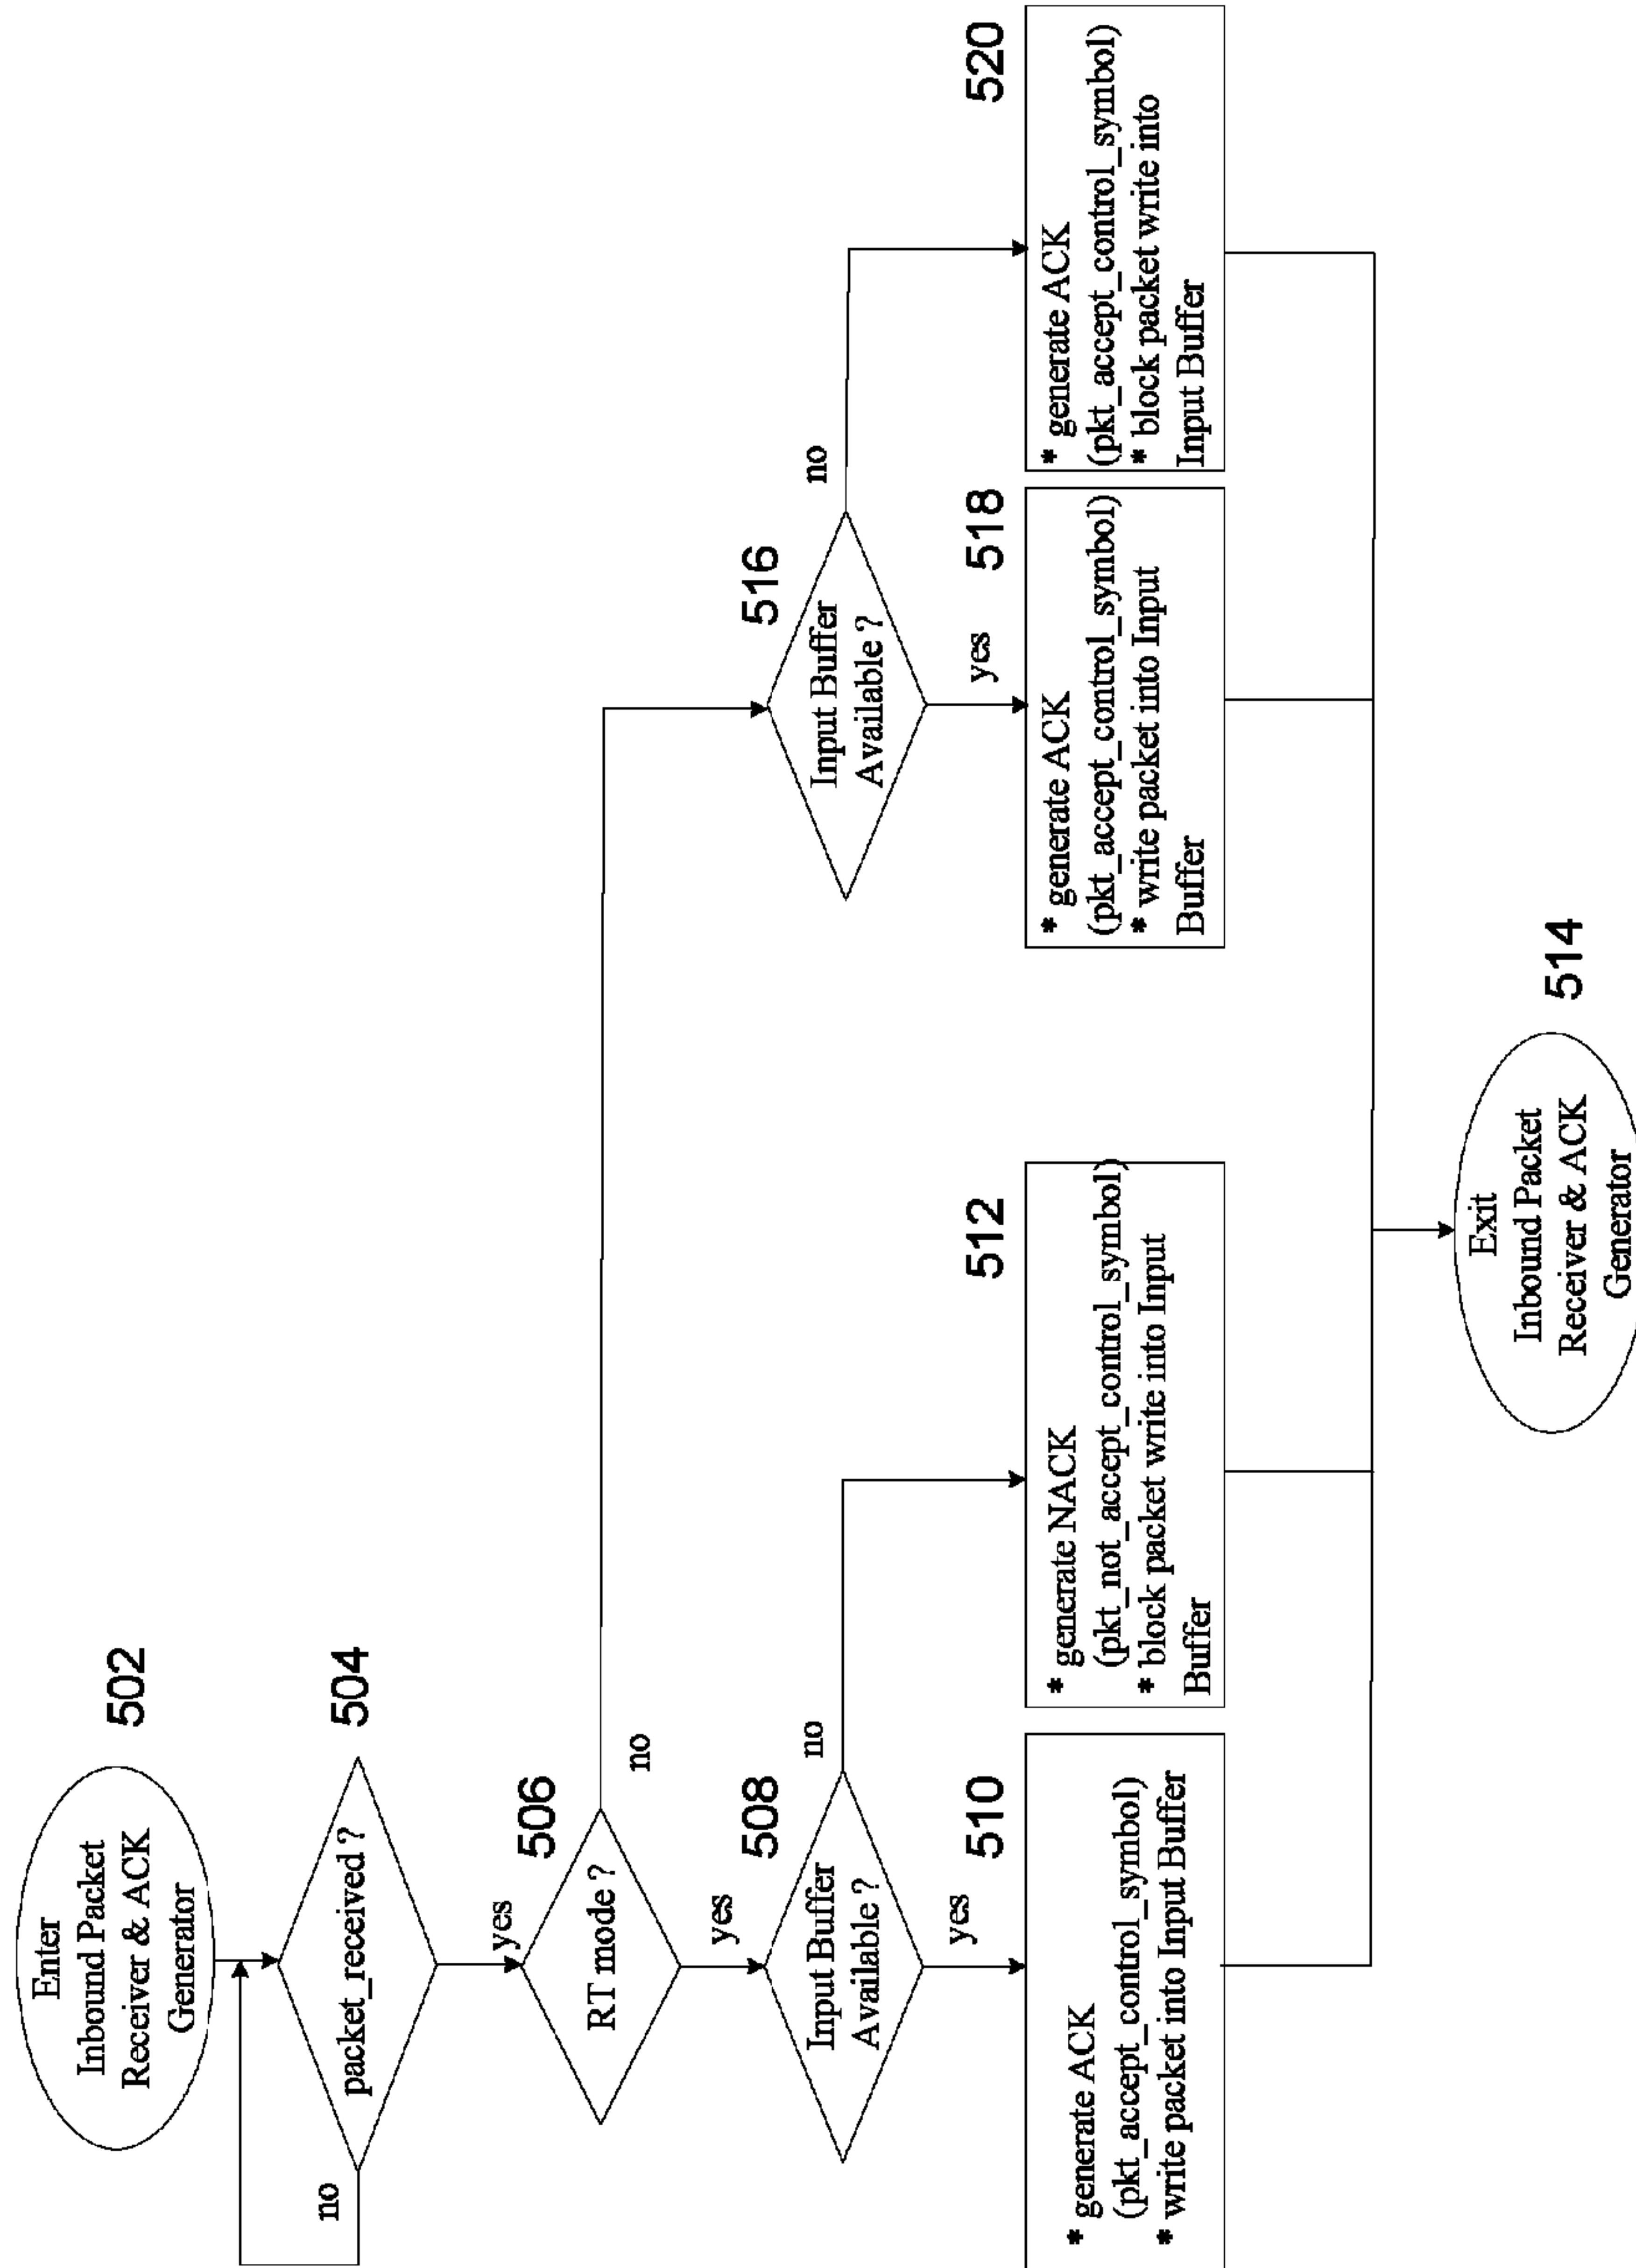 Enter
Inbound Packet
Receiver & ACK
Generator
502
packet_received ?
504
no
yes
RT mode ?
506
no
yes
Input Buffer
Available ?
508
no
yes
510
* generate ACK
(pkt_accept_control_symbol)
* write packet into Input Buffer
512
* generate NACK
(pkt_not_accept_control_symbol)
* block packet write into Input
Buffer
516
Input Buffer
Available ?
no
yes
518
* generate ACK
(pkt_accept_control_symbol)
* write packet into Input
Buffer
520
* generate ACK
(pkt_accept_control_symbol)
* block packet write into
Input Buffer
Exit
Inbound Packet
Receiver & ACK
Generator
514